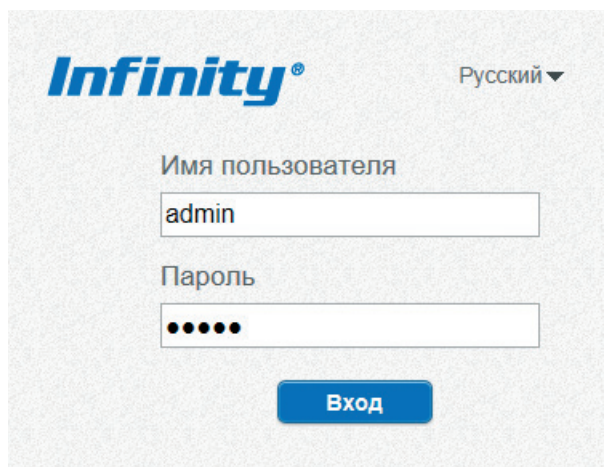 Infinity®
Русский
Имя пользователя
admin
Пароль
●●●●●
Вход